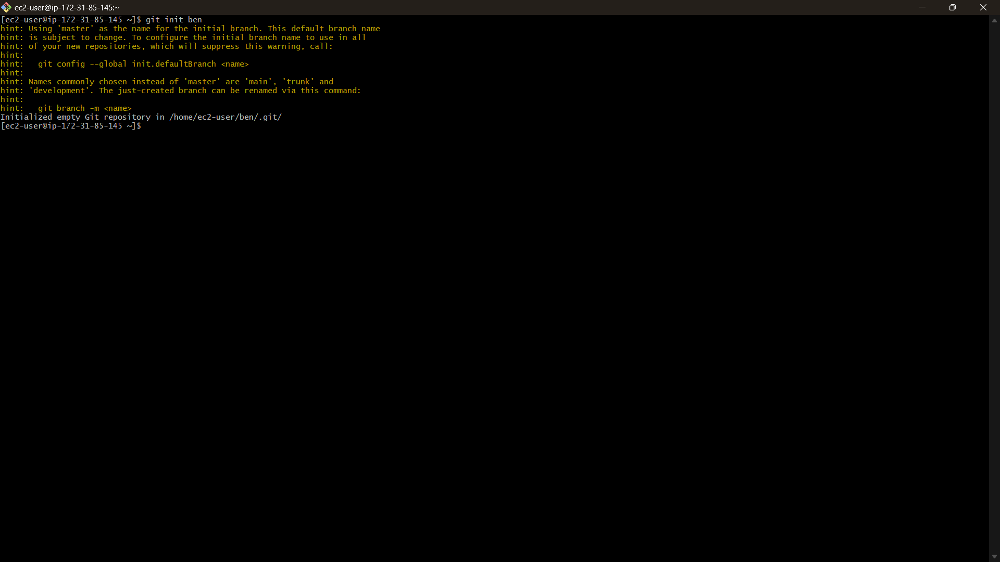 ec2-user@ip-172-31-85-145:~
[ec2-user@ip-172-31-85-145 ~]$ git init ben
hint: Using 'master' as the name for the initial branch. This default branch name
hint: is subject to change. To configure the initial branch name to use in all
hint: of your new repositories, which will suppress this warning, call:
hint:
hint:   git config --global init.defaultBranch <name>
hint:
hint: Names commonly chosen instead of 'master' are 'main', 'trunk' and
hint: 'development'. The just-created branch can be renamed via this command:
hint:
hint:   git branch -m <name>
Initialized empty Git repository in /home/ec2-user/ben/.git/
[ec2-user@ip-172-31-85-145 ~]$